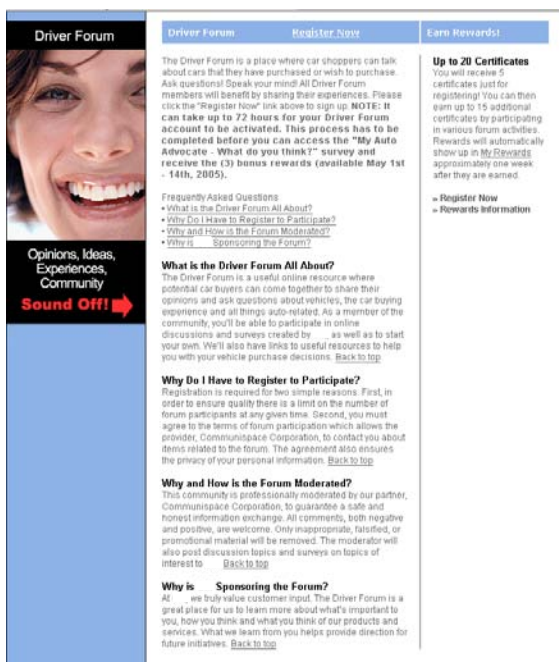 Driver Forum
Opinions, Ideas,
Experiences,
Community
Sound Off!
Driver Forum Register Now Earn Rewards!
The Driver Forum is a place where car shoppers can talk
about cars that they have purchased or wish to purchase.
Ask questions! Speak your mind! All Driver Forum
members will benefit by sharing their experiences. Please
click the "Register Now" link above to sign up. NOTE: It
can take up to 72 hours for your Driver Forum
account to be activated. This process has to be
completed before you can access the "My Auto
Advocate - What do you think?" survey and
receive the (3) bonus rewards (available May 1st
- 14th, 2005).
Frequently Asked Questions
• What is the Driver Forum All About?
• Why Do I Have to Register to Participate?
• Why and How is the Forum Moderated?
• Why is Sponsoring the Forum?
What is the Driver Forum All About?
The Driver Forum is a useful online resource where
potential car buyers can come together to share their
opinions and ask questions about vehicles, the car buying
experience and all things auto-related. As a member of the
community, you'll be able to participate in online
discussions and surveys created by , as well as to start
your own. We'll also have links to useful resources to help
you with your vehicle purchase decisions. Back to top
Why Do I Have to Register to Participate?
Registration is required for two simple reasons. First, in
order to ensure quality there is a limit on the number of
forum participants at any given time. Second, you must
agree to the terms of forum participation which allows the
provider, Communispace Corporation, to contact you about
items related to the forum. The agreement also ensures
the privacy of your personal information. Back to top
Why and How is the Forum Moderated?
This community is professionally moderated by our partner,
Communispace Corporation, to guarantee a safe and
honest information exchange. All comments, both negative
and positive, are welcome. Only inappropriate, falsified, or
promotional material will be removed. The moderator will
also post discussion topics and surveys on topics of
interest to Back to top
Why is Sponsoring the Forum?
At , we truly value customer input. The Driver Forum is a
great place for us to learn more about what's important to
you, how you think and what you think of our products and
services. What we learn from you helps provide direction for
future initiatives. Back to top
Up to 20 Certificates
You will receive 5
certificates just for
registering! You can then
earn up to 15 additional
certificates by participating
in various forum activities.
Rewards will automatically
show up in My Rewards
approximately one week
after they are earned.
» Register Now
» Rewards Information